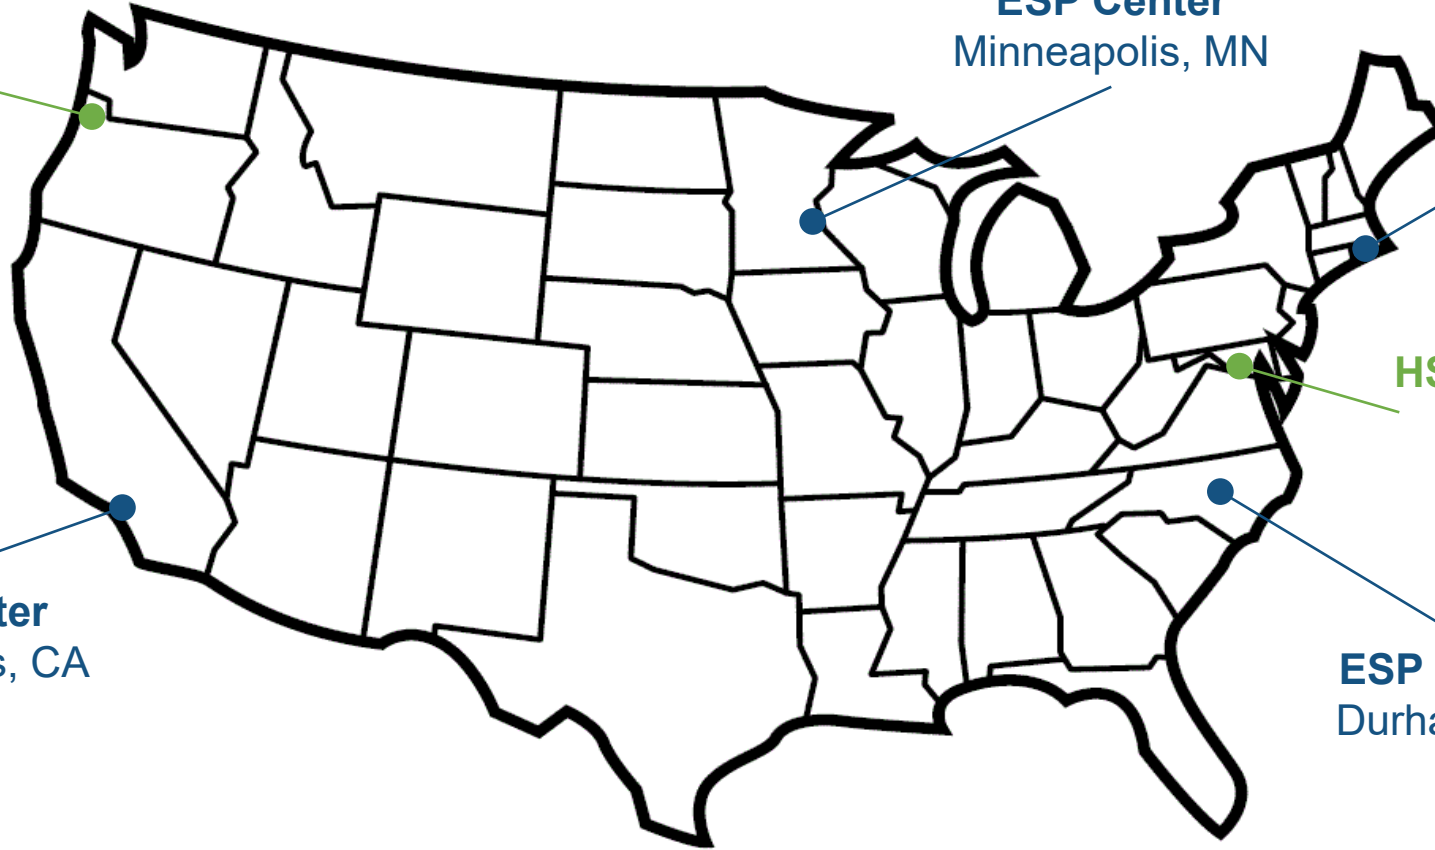 ESP Center
Minneapolis, MN
HS
ter
s, CA
ESP
Durha